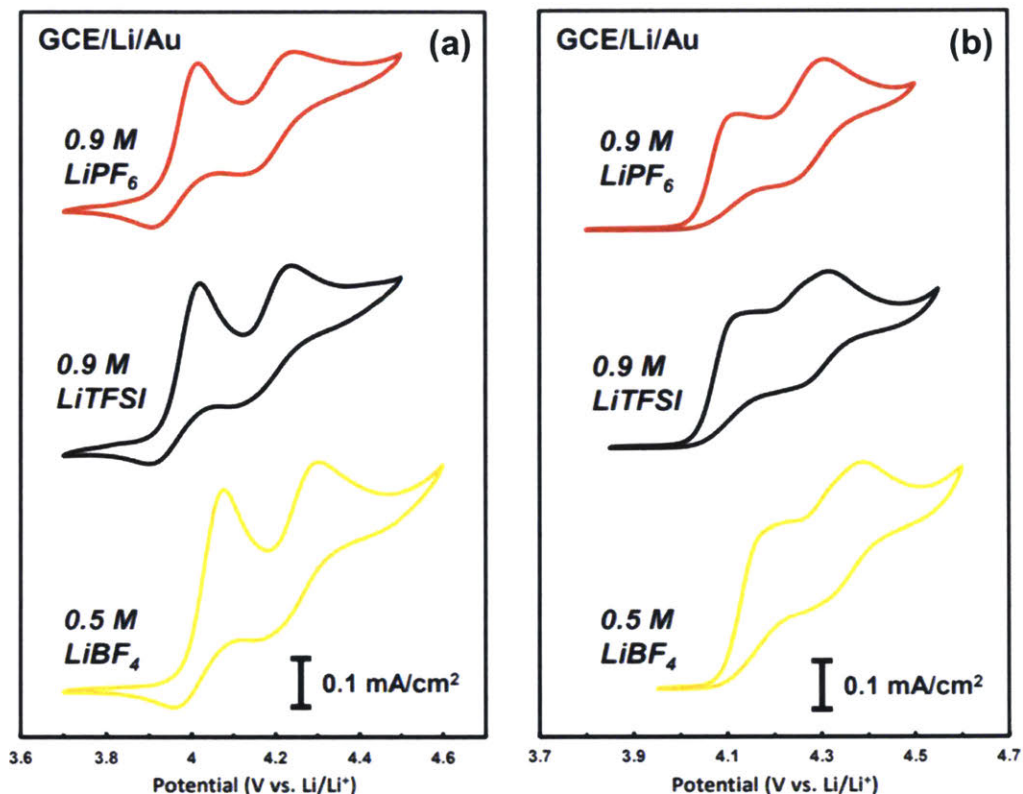 GCE/Li/Au (a)
0.9 M
LiPF₆
0.9 M
LiTFSI
0.5 M
LiBF₄
0.1 mA/cm²
3.6 3.8 4 4.2 4.4 4.6
Potential (V vs. Li/Li⁺)
GCE/Li/Au (b)
0.9 M
LiPF₆
0.9 M
LiTFSI
0.5 M
LiBF₄
0.1 mA/cm²
3.7 3.9 4.1 4.3 4.5 4.7
Potential (V vs. Li/Li⁺)